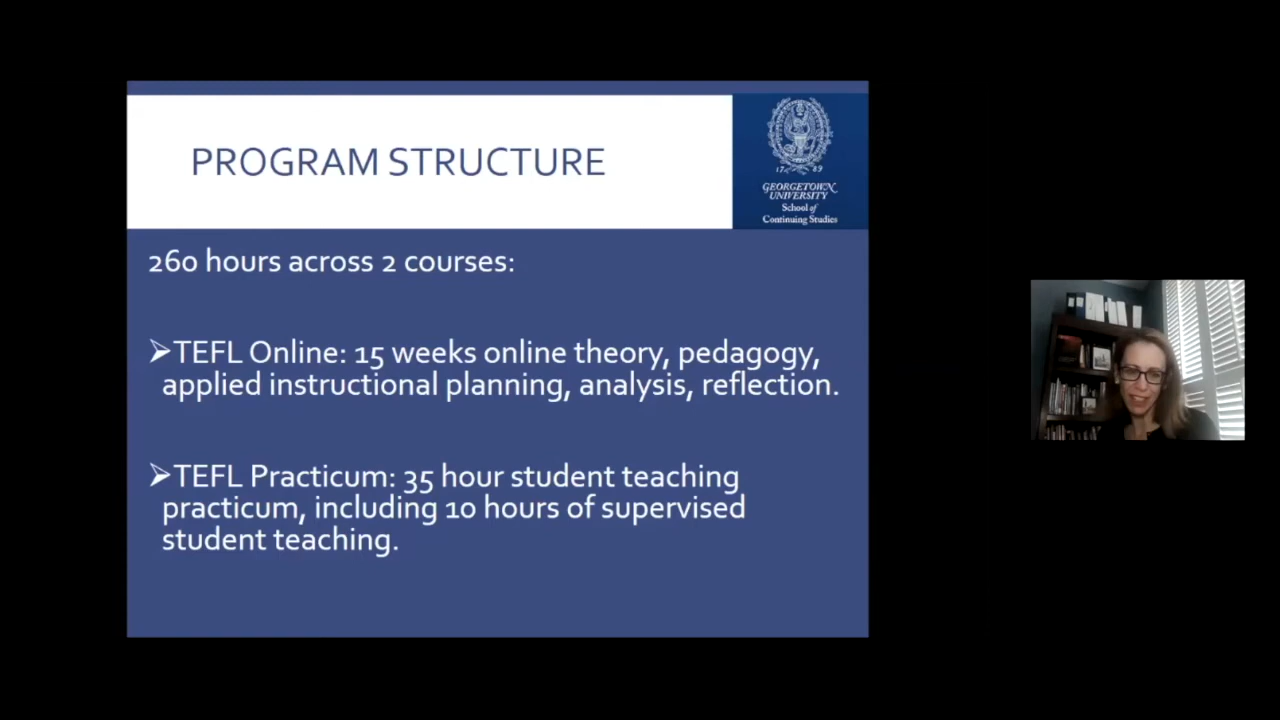 PROGRAM STRUCTURE
17 89
GEORGETOWN
UNIVERSITY
School of
Continuing Studies
260 hours across 2 courses:
➢TEFL Online: 15 weeks online theory, pedagogy,
applied instructional planning, analysis, reflection.
➢TEFL Practicum: 35 hour student teaching
practicum, including 10 hours of supervised
student teaching.